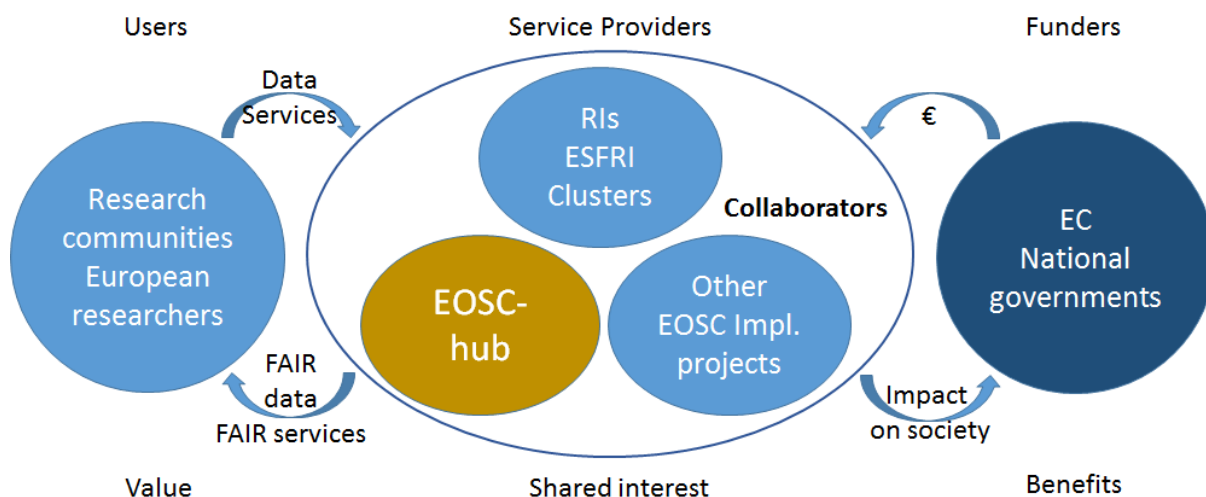 Users
Service Providers
Funders
Data
Services
€
RIs
ESFRI
Clusters
Collaborators
Research
communities
European
researchers
EC
National
governments
EOSC-
hub
Other
EOSC Impl.
projects
FAIR
data
FAIR services
Impact
on society
Value
Shared interest
Benefits